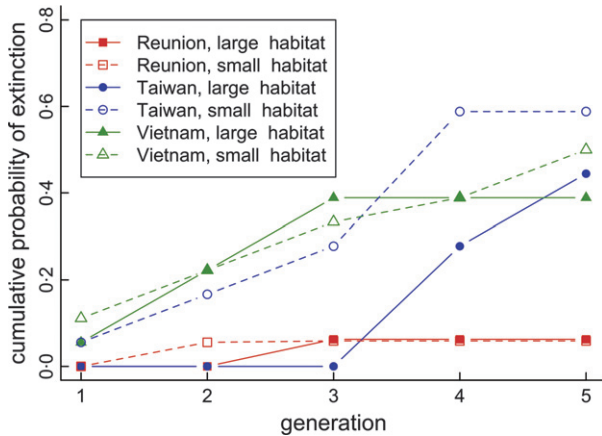 0·8
0·6
0·4
0·2
0·0
cumulative probability of extinction
Reunion, large habitat
Reunion, small habitat
Taiwan, large habitat
Taiwan, small habitat
Vietnam, large habitat
Vietnam, small habitat
1 2 3 4 5
generation